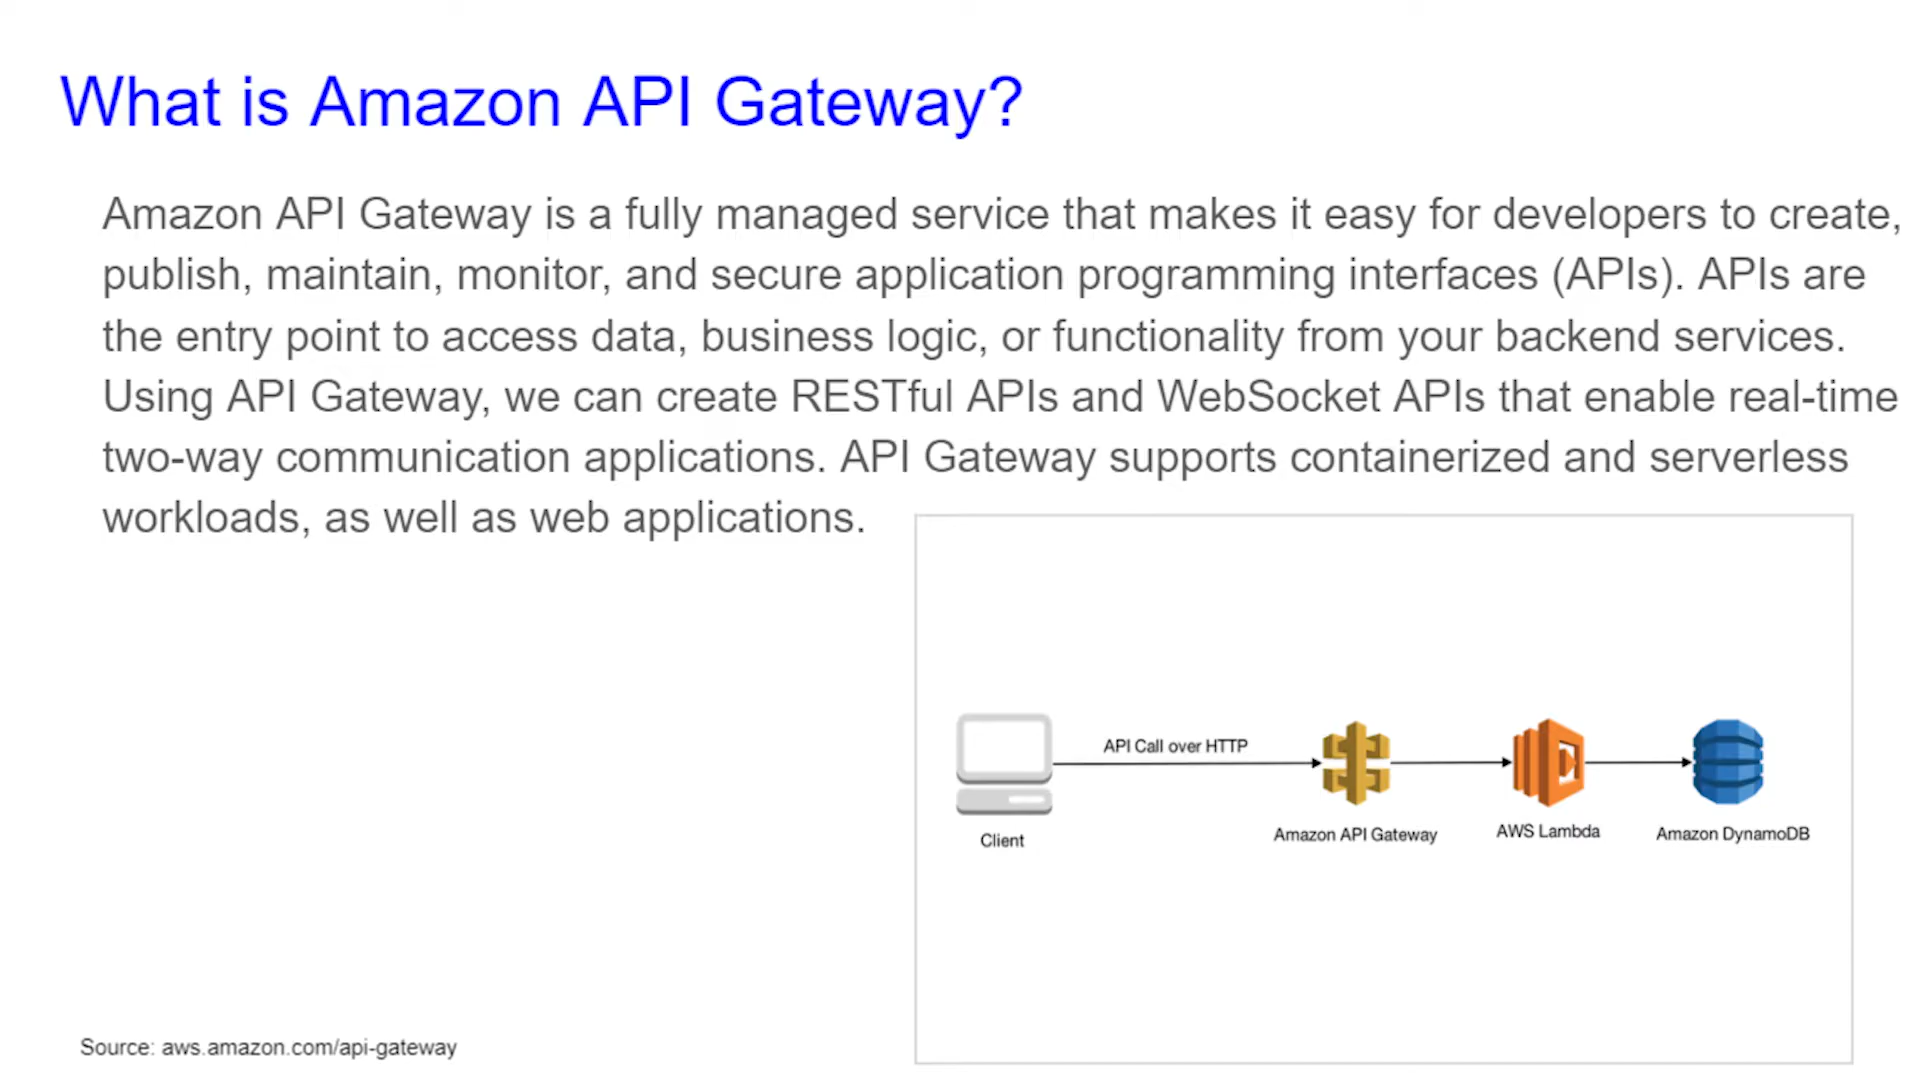 What is Amazon API Gateway?
Amazon API Gateway is a fully managed service that makes it easy for developers to create,
publish, maintain, monitor, and secure application programming interfaces (APIs). APIs are
the entry point to access data, business logic, or functionality from your backend services.
Using API Gateway, we can create RESTful APIs and WebSocket APIs that enable real-time
two-way communication applications. API Gateway supports containerized and serverless
workloads, as well as web applications.
API Call over HTTP
Client
Amazon API Gateway
AWS Lambda
Amazon DynamoDB
Source: aws.amazon.com/api-gateway